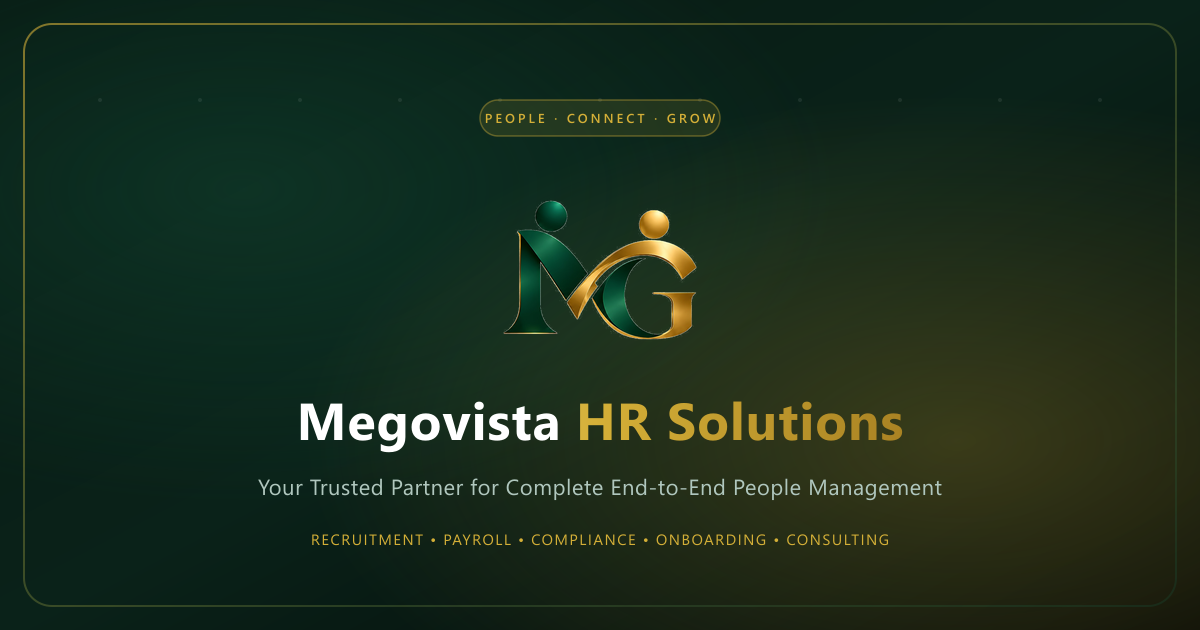 PEOPLE · CONNECT · GROW
MG
Megovista HR Solutions
Your Trusted Partner for Complete End-to-End People Management
RECRUITMENT • PAYROLL • COMPLIANCE • ONBOARDING • CONSULTING